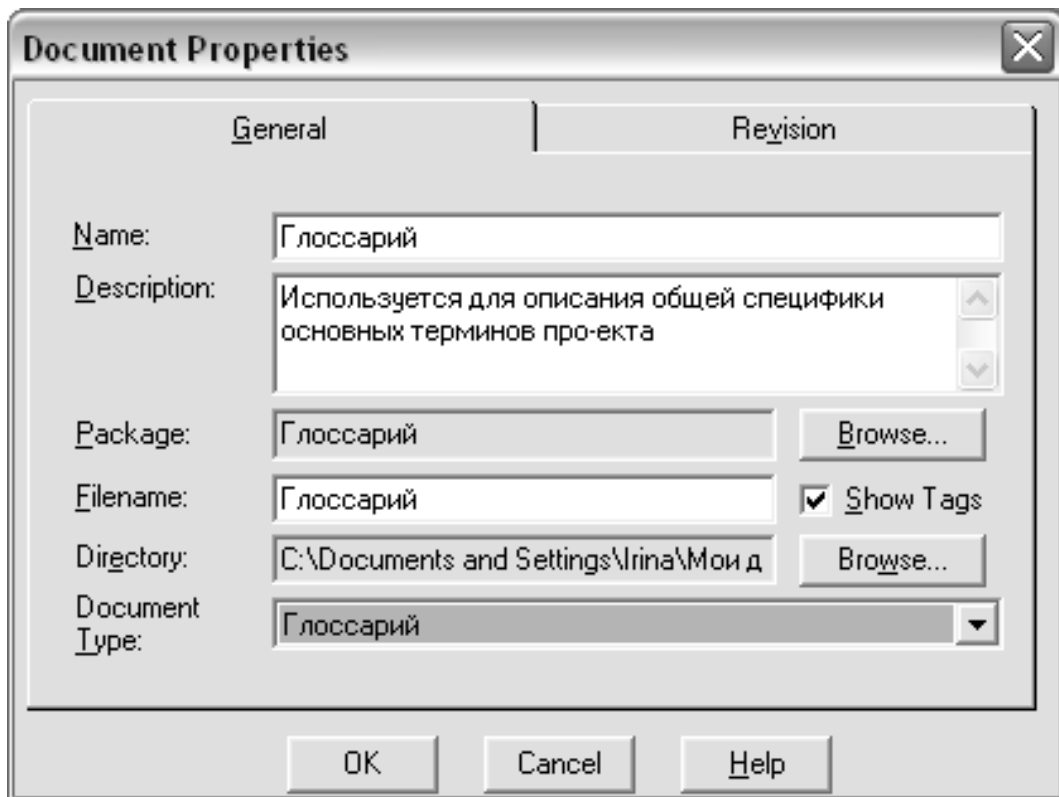 Document Properties
General Revision
Name: Глоссарий
Description: Используется для описания общей специфики
основных терминов про-екта
Package: Глоссарий Browse...
Filename: Глоссарий Show Tags
Directory: C:\Documents and Settings\Irina\Мои д Browse...
Document
Type: Глоссарий
OK Cancel Help